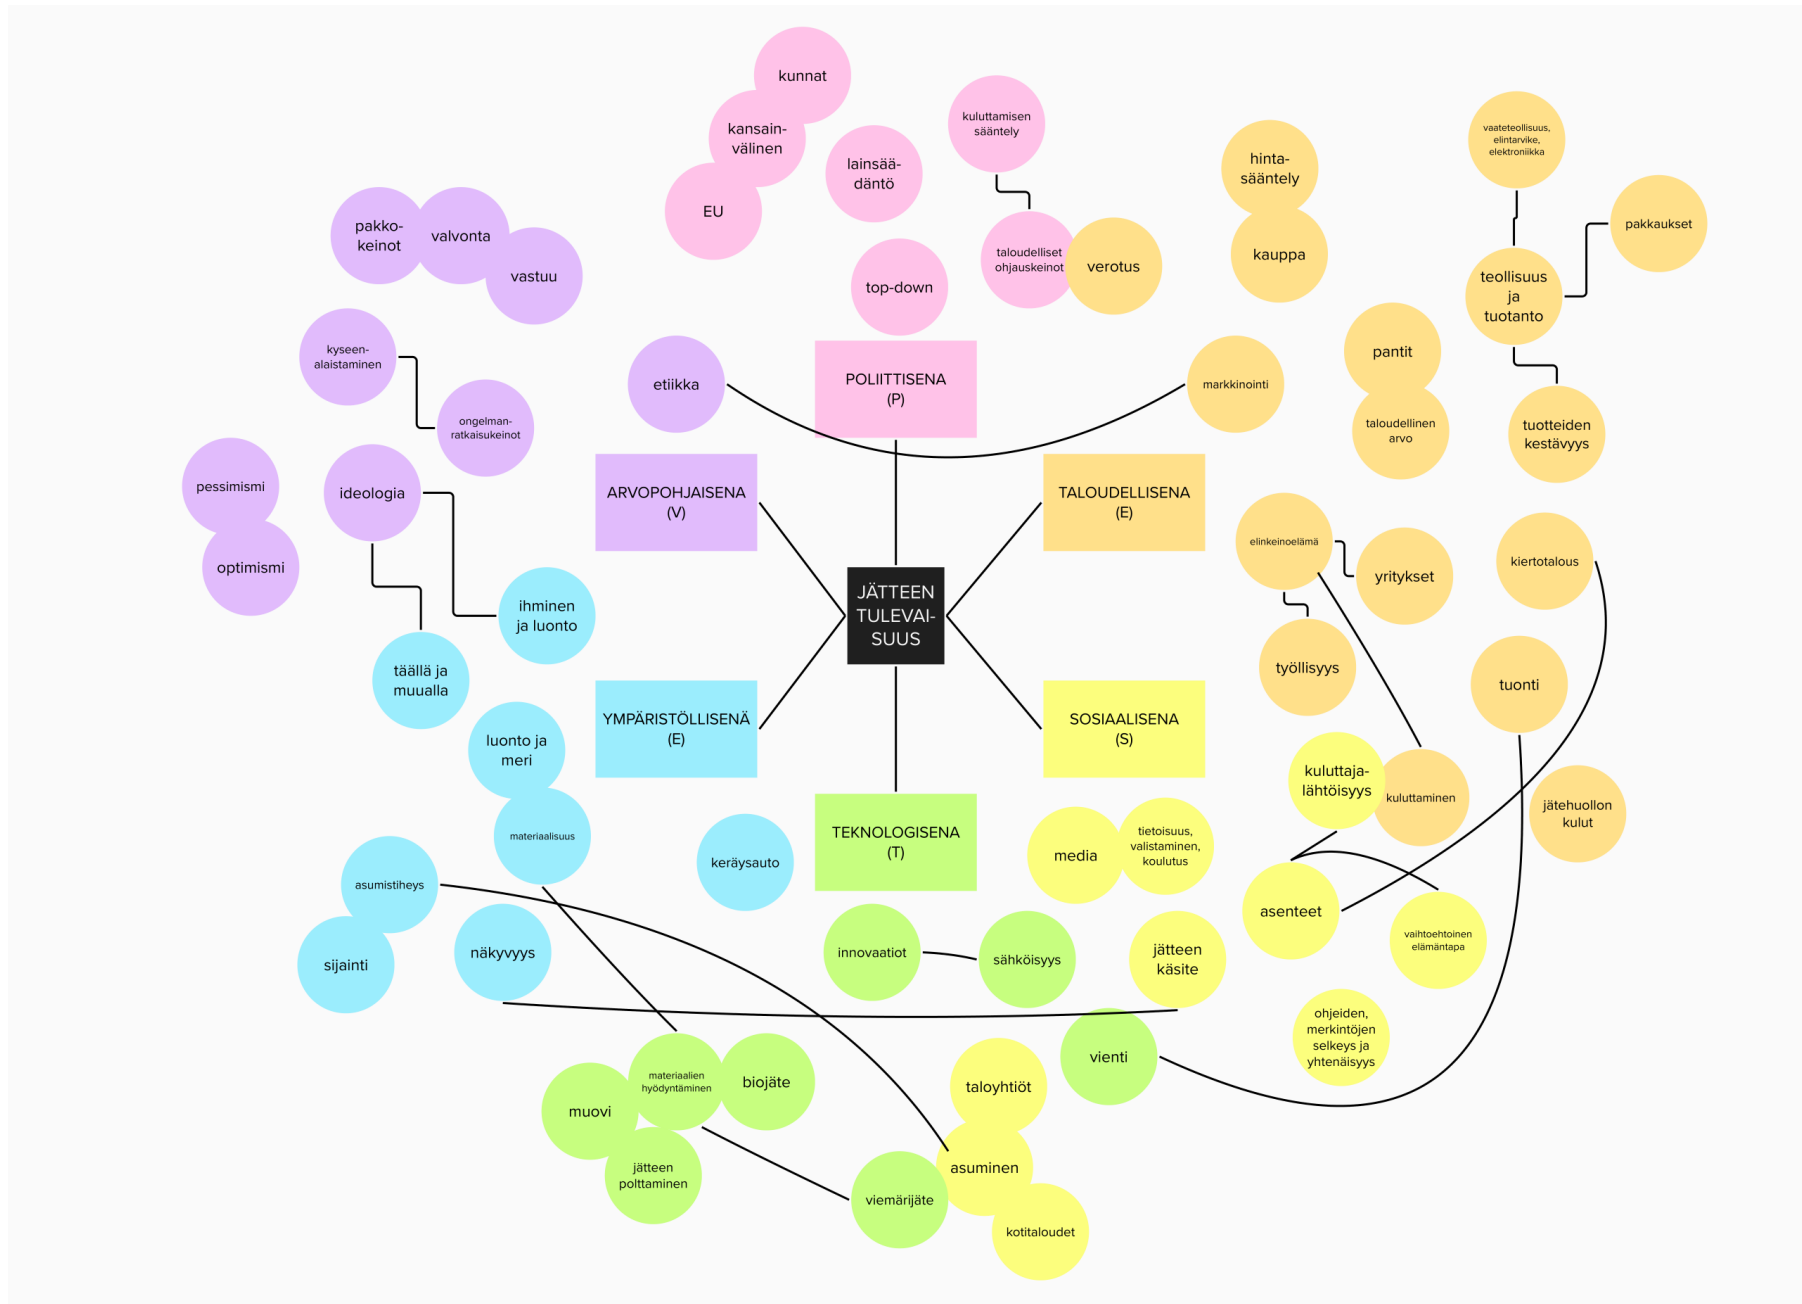 kunnat
kansain-
välinen
EU
lainsää-
däntö
kuluttamisen
sääntely
taloudelliset
ohjauskeinot
verotus
top-down
hinta-
sääntely
kauppa
vaateteollisuus,
elintarvike,
elektroniikka
pakkaukset
teollisuus
ja
tuotanto
tuotteiden
kestävyys
pantit
taloudellinen
arvo
markkinointi
pakko-
keinot
valvonta
vastuu
kyseen-
alaistaminen
ongelman-
ratkaisukeinot
etiikka
pessimismi
optimismi
ideologia
ihminen
ja luonto
täällä ja
muualla
POLIITTISENA
(P)
ARVOPOHJAISENA
(V)
TALOUDELLISENA
(E)
JÄTTEEN
TULEVAI-
SUUS
YMPÄRISTÖLLISENÄ
(E)
SOSIAALISENA
(S)
TEKNOLOGISENA
(T)
elinkeinoelämä
yritykset
kiertotalous
työllisyys
tuonti
kuluttaja-
lähtöisyys
kuluttaminen
jätehuollon
kulut
luonto ja
meri
materiaalisuus
keräysauto
asumistiheys
sijainti
näkyvyys
media
tietoisuus,
valistaminen,
koulutus
asenteet
vaihtoehtoinen
elämäntapa
innovaatiot
sähköisyys
jätteen
käsite
ohjeiden,
merkintöjen
selkeys ja
yhtenäisyys
vienti
muovi
materiaalien
hyödyntäminen
biojäte
jätteen
polttaminen
viemärijäte
taloyhtiöt
asuminen
kotitaloudet